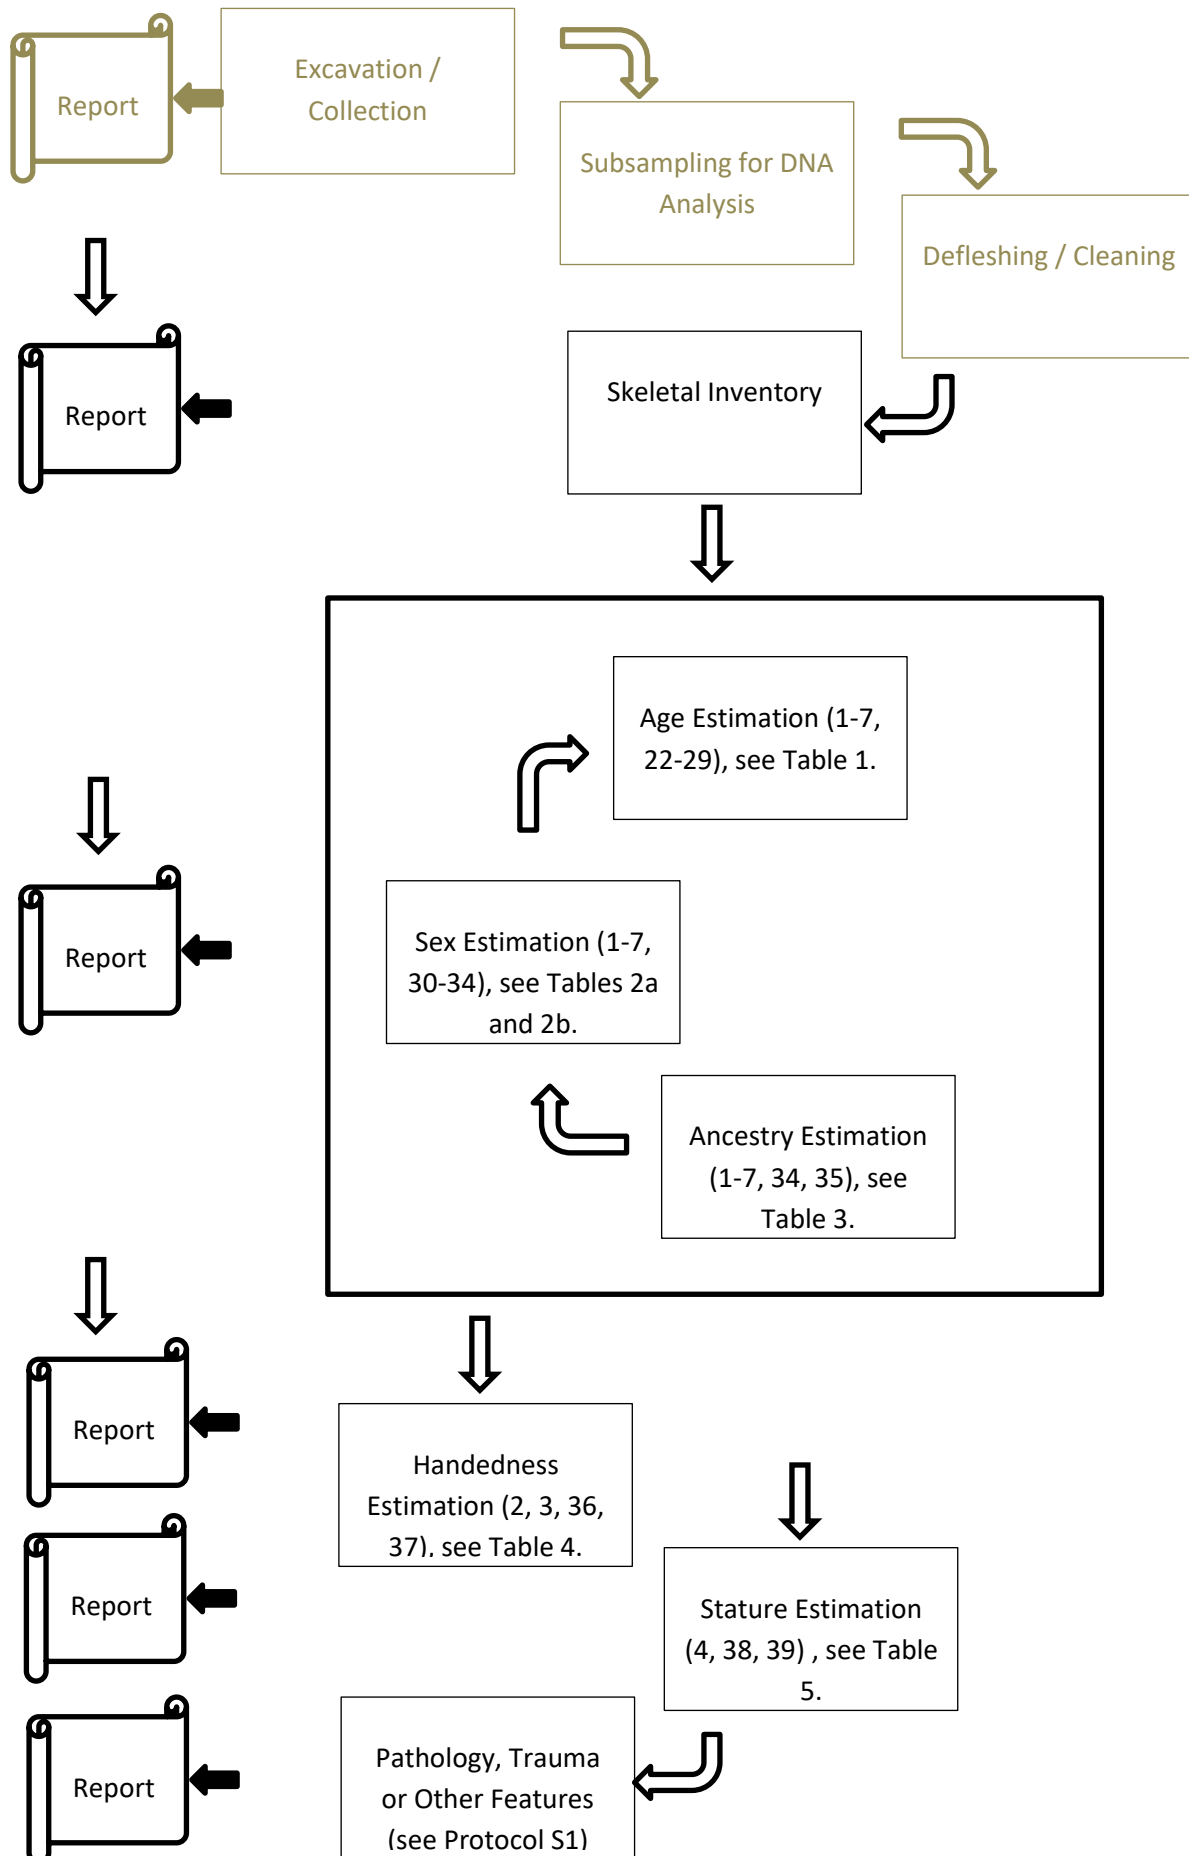 Report
Excavation /
Collection
Subsampling for DNA
Analysis
Defleshing / Cleaning
Report
Skeletal Inventory
Age Estimation (1-7,
22-29), see Table 1.
Report
Sex Estimation (1-7,
30-34), see Tables 2a
and 2b.
Ancestry Estimation
(1-7, 34, 35), see
Table 3.
Report
Handedness
Estimation (2, 3, 36,
37), see Table 4.
Report
Stature Estimation
(4, 38, 39) , see Table
5.
Report
Pathology, Trauma
or Other Features
(see Protocol S1)